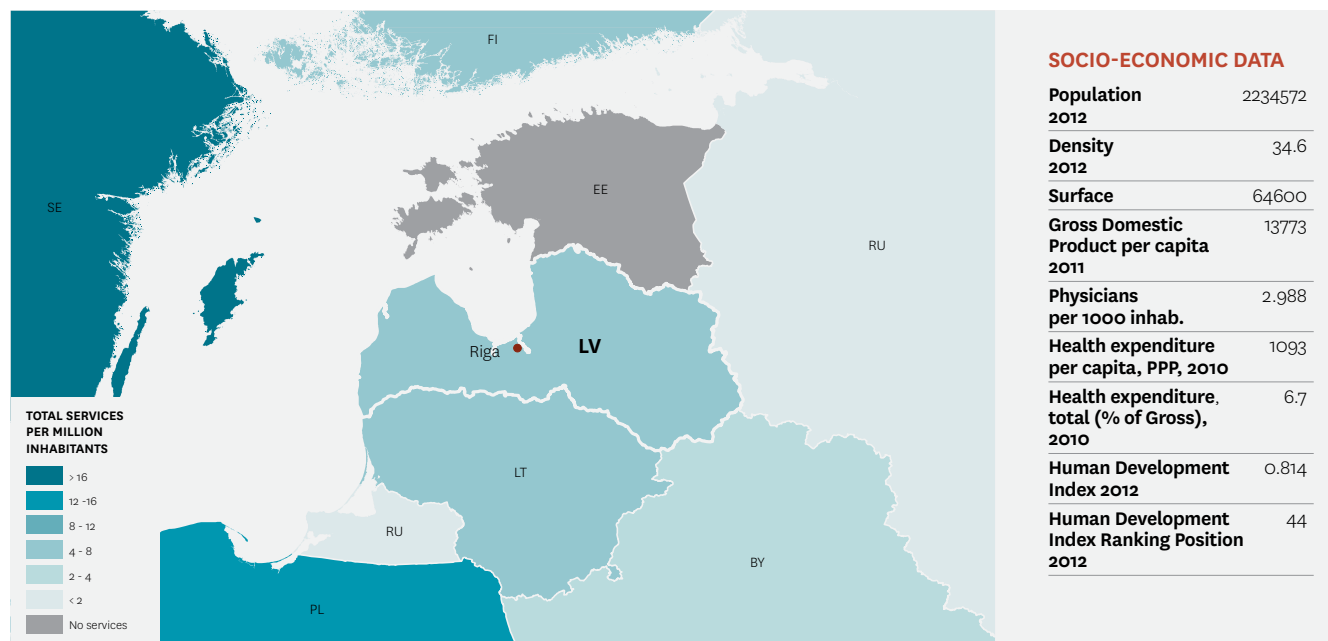 FI
SE
EE
RU
Riga
LV
LT
RU
BY
PL
TOTAL SERVICES
PER MILLION
INHABITANTS
> 16
12 -16
8 - 12
4 - 8
2 - 4
< 2
No services
SOCIO-ECONOMIC DATA
Population 2234572
2012
Density 34.6
2012
Surface 64600
Gross Domestic 13773
Product per capita
2011
Physicians 2.988
per 1000 inhab.
Health expenditure 1093
per capita, PPP, 2010
Health expenditure, 6.7
total (% of Gross),
2010
Human Development 0.814
Index 2012
Human Development 44
Index Ranking Position
2012